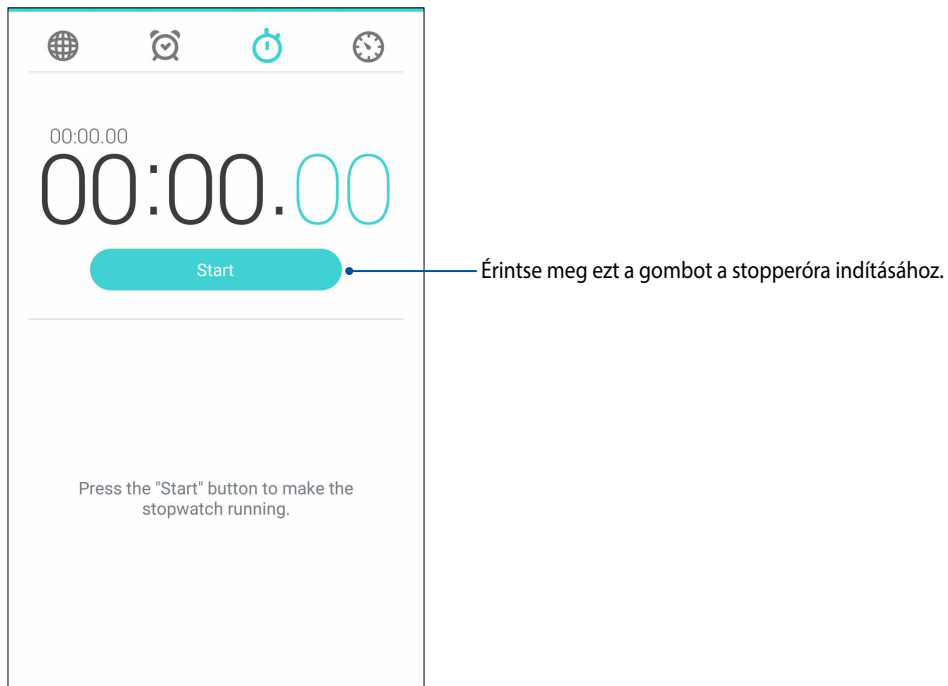 00:00.00
00:00.00
Start
Érintse meg ezt a gombot a stopperóra indításához.
Press the "Start" button to make the
stopwatch running.